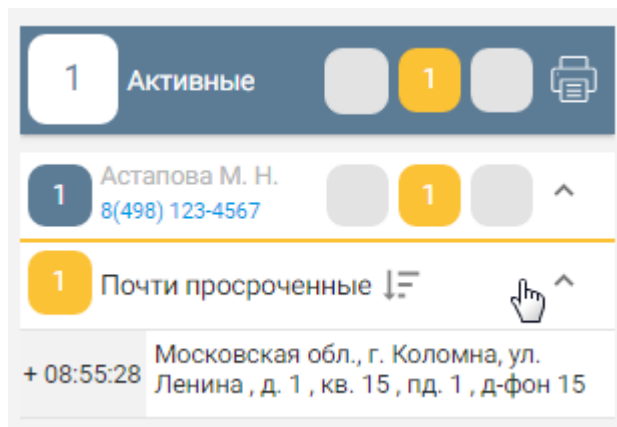 1 Активные 1
1 Астапова М. Н. 1
8(498) 123-4567
1 Почти просроченные
+ 08:55:28 Московская обл., г. Коломна, ул.
Ленина , д. 1 , кв. 15 , пд. 1 , д-фон 15